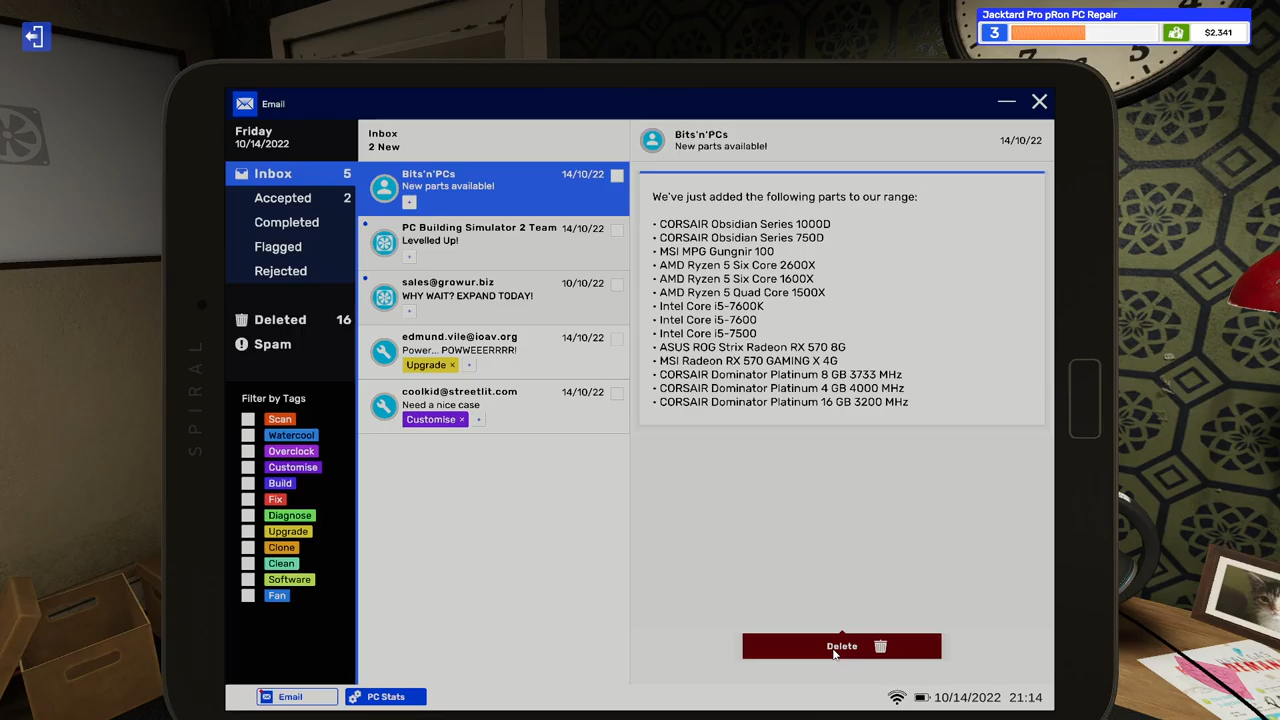 Jacktard Pro pRon PC Repair
3
$2,341
Email
Friday
10/14/2022
Inbox 5
Accepted 2
Completed
Flagged
Rejected
Deleted 16
Spam
Filter by Tags
Scan
Watercool
Overclock
Customise
Build
Fix
Diagnose
Upgrade
Clone
Clean
Software
Fan
Inbox
2 New
Bits'n'PCs 14/10/22
New parts available!
+
PC Building Simulator 2 Team 14/10/22
Levelled Up!
+
sales@growur.biz 10/10/22
WHY WAIT? EXPAND TODAY!
+
edmund.vile@ioav.org 14/10/22
Power... POWWEEERRRR!
Upgrade × +
coolkid@streetlit.com 14/10/22
Need a nice case
Customise × +
Bits'n'PCs 14/10/22
New parts available!
We've just added the following parts to our range:
• CORSAIR Obsidian Series 1000D
• CORSAIR Obsidian Series 750D
• MSI MPG Gungnir 100
• AMD Ryzen 5 Six Core 2600X
• AMD Ryzen 5 Six Core 1600X
• AMD Ryzen 5 Quad Core 1500X
• Intel Core i5-7600K
• Intel Core i5-7600
• Intel Core i5-7500
• ASUS ROG Strix Radeon RX 570 8G
• MSI Radeon RX 570 GAMING X 4G
• CORSAIR Dominator Platinum 8 GB 3733 MHz
• CORSAIR Dominator Platinum 4 GB 4000 MHz
• CORSAIR Dominator Platinum 16 GB 3200 MHz
Delete
Email
PC Stats
10/14/2022 21:14
SPIRAL